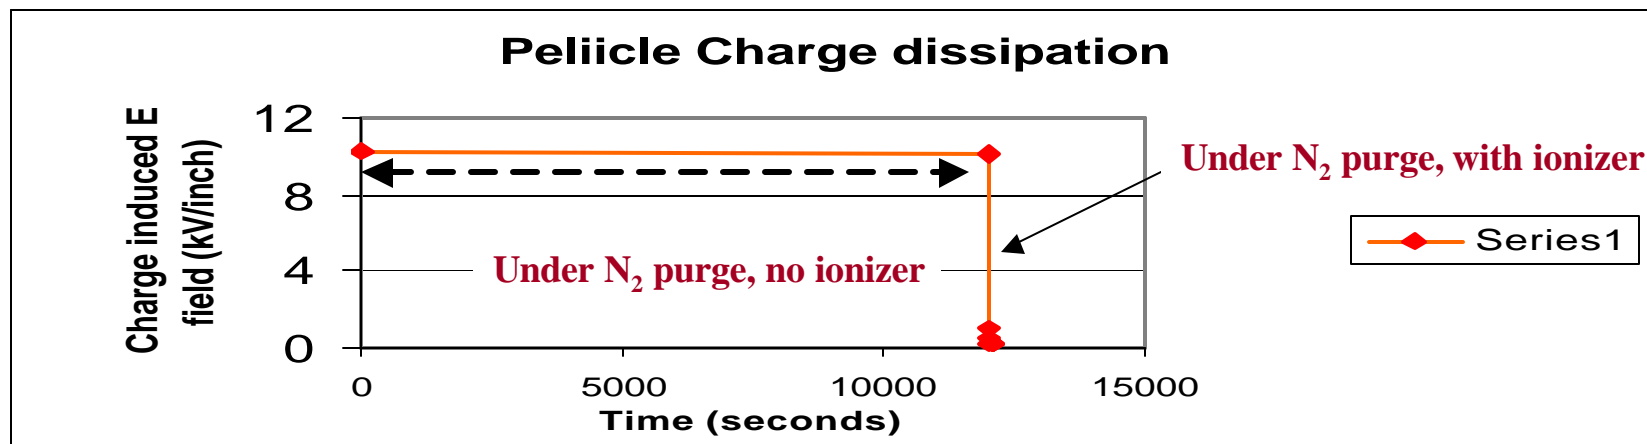 Peliicle Charge dissipation
Charge induced E
field (kV/inch)
12
8
4
0
Under N₂ purge, no ionizer
Under N₂ purge, with ionizer
Series1
0 5000 10000 15000
Time (seconds)